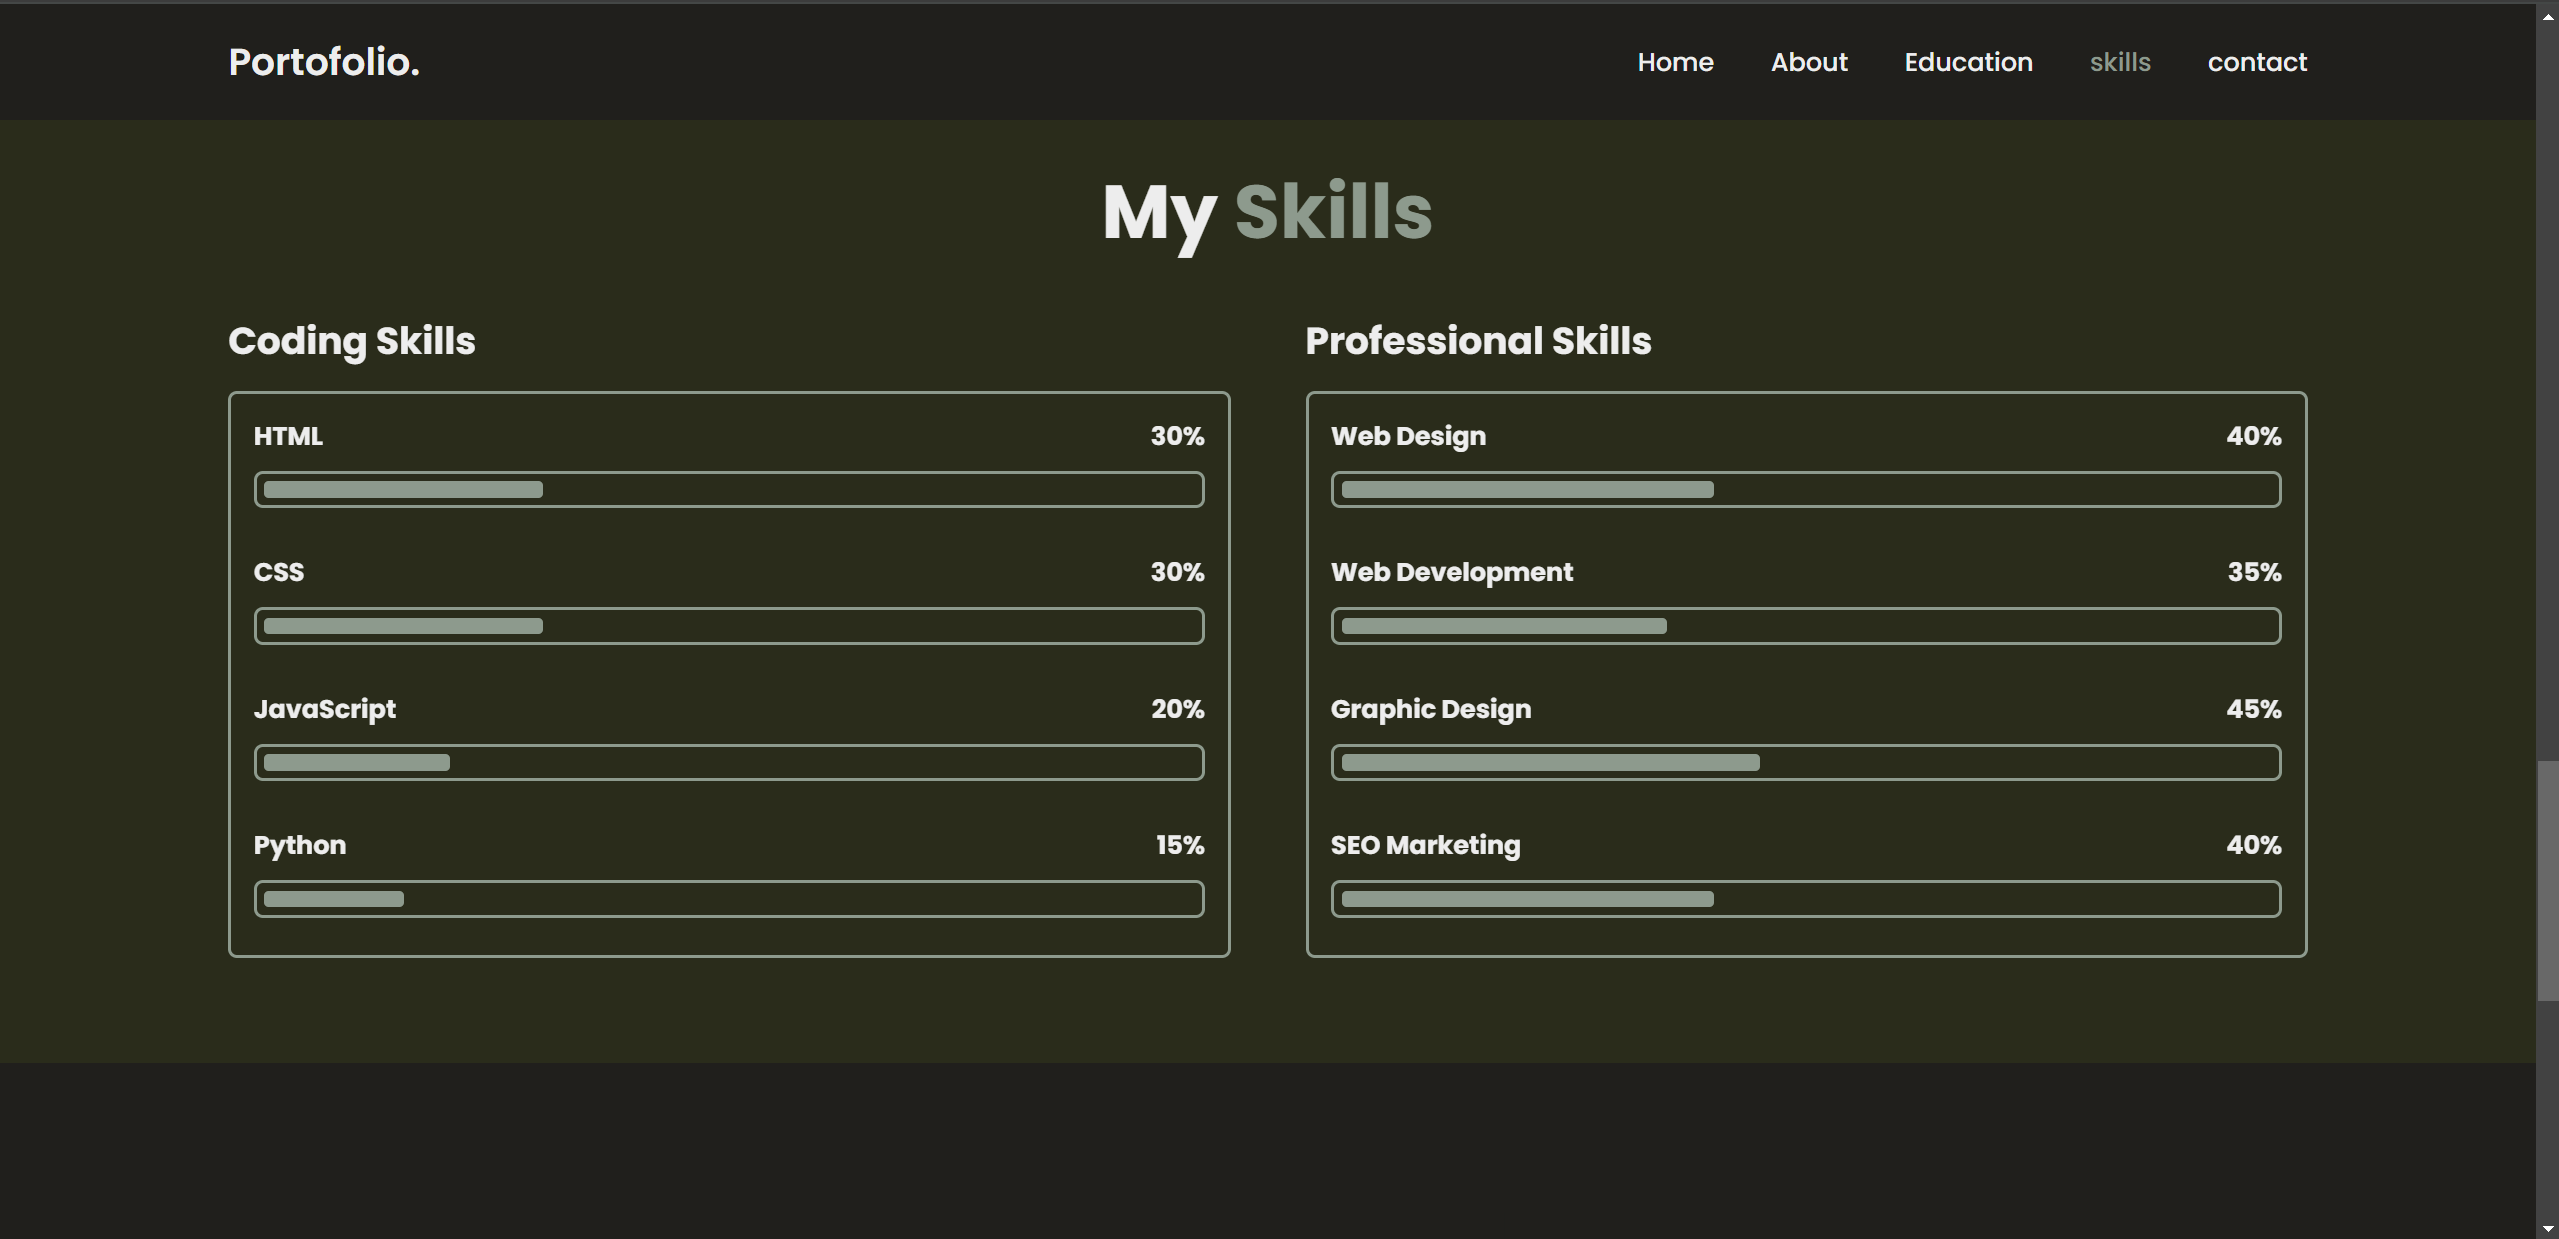 Portofolio.
Home About Education skills contact
My Skills
Coding Skills
HTML 30%
CSS 30%
JavaScript 20%
Python 15%
Professional Skills
Web Design 40%
Web Development 35%
Graphic Design 45%
SEO Marketing 40%